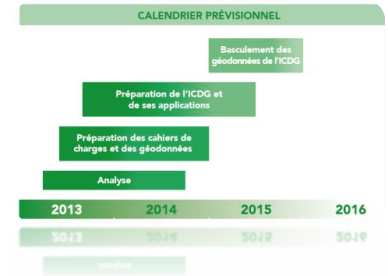 CALENDRIER PRÉVISIONNEL
Basculement des
géodonnées de l'ICDG
Préparation de l'ICDG et
de ses applications
Préparation des cahiers de
charges et des géodonnées
Analyse
2013 2014 2015 2016